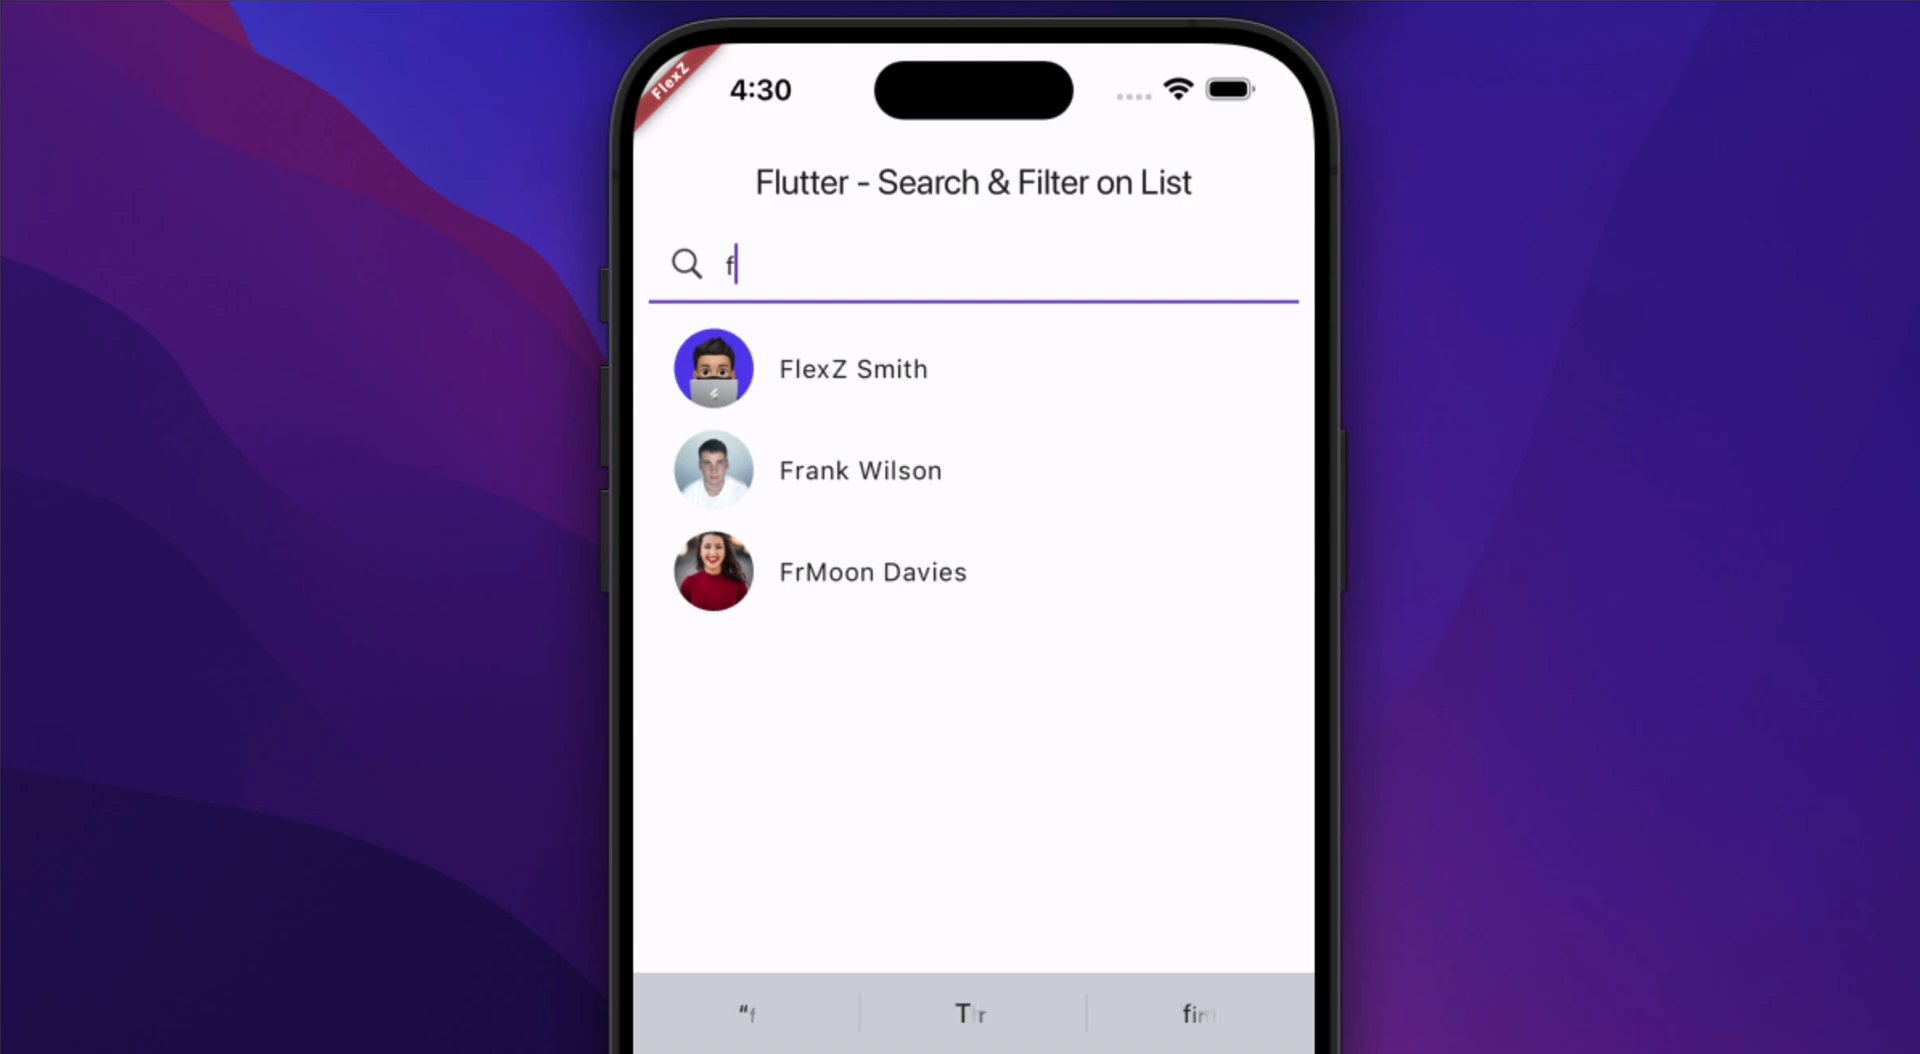 FlexZ
4:30
Flutter - Search & Filter on List
f
FlexZ Smith
Frank Wilson
FrMoon Davies
“f